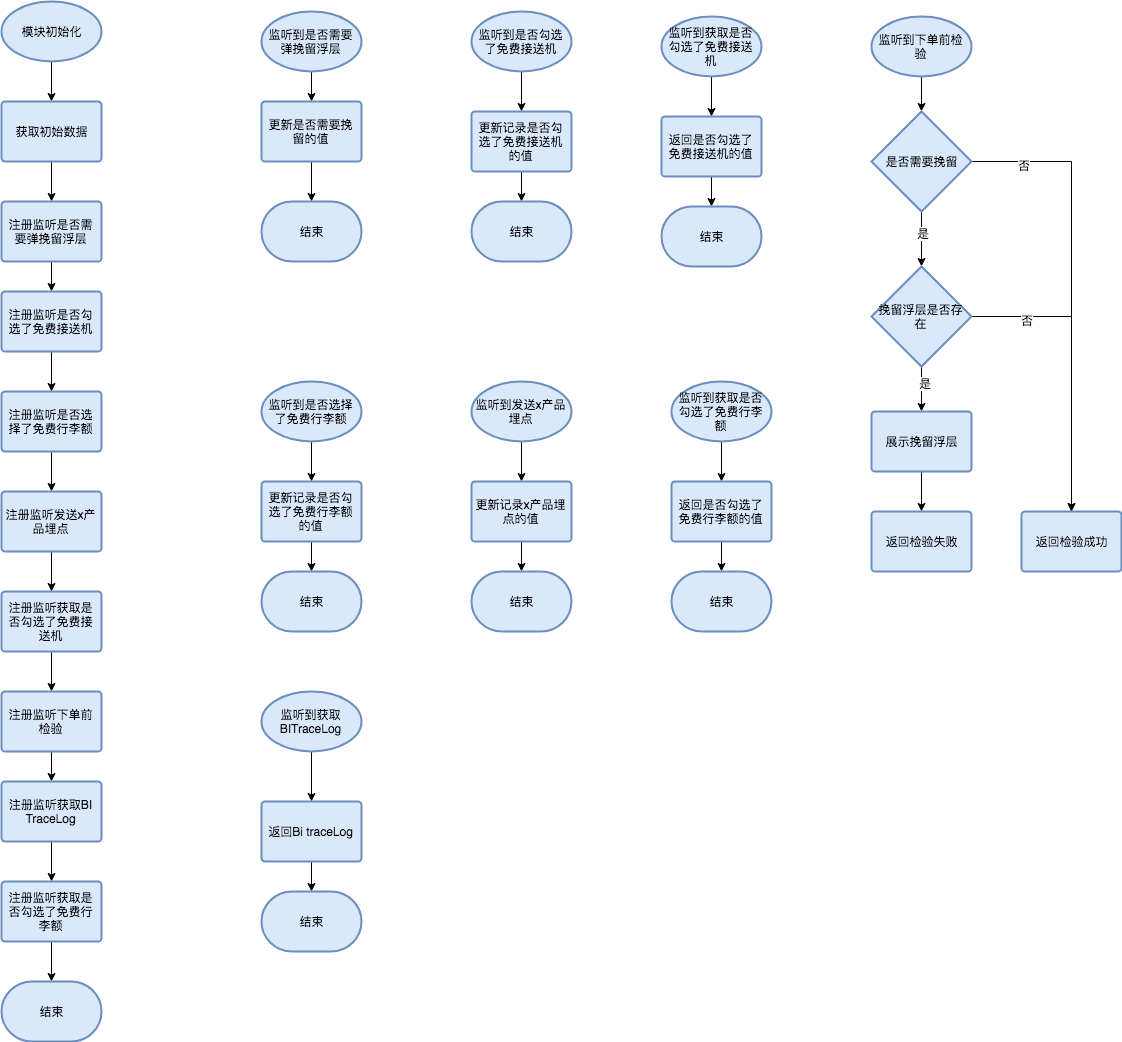 模块初始化
获取初始数据
注册监听是否需
要弹挽留浮层
注册监听是否勾
选了免费接送机
注册监听是否选
择了免费行李额
注册监听发送x产
品埋点
注册监听获取是
否勾选了免费接
送机
注册监听下单前
检验
注册监听获取BI
TraceLog
注册监听获取是
否勾选了免费行
李额
结束
监听到是否需要
弹挽留浮层
更新是否需要挽
留的值
结束
监听到是否勾选
了免费接送机
更新记录是否勾
选了免费接送机
的值
结束
监听到获取是否
勾选了免费接送
机
返回是否勾选了
免费接送机的值
结束
监听到下单前检
验
是否需要挽留
否
是
挽留浮层是否存
在
否
是
展示挽留浮层
返回检验失败
返回检验成功
监听到是否选择
了免费行李额
更新记录是否勾
选了免费行李额
的值
结束
监听到发送x产品
埋点
更新记录x产品埋
点的值
结束
监听到获取是否
勾选了免费行李
额
返回是否勾选了
免费行李额的值
结束
监听到获取
BITraceLog
返回Bi traceLog
结束